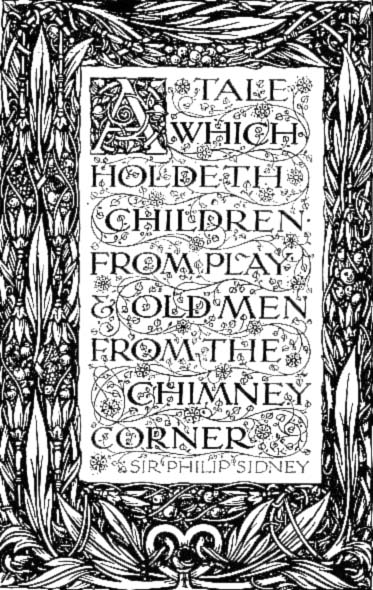 A TALE
WHICH
HOLDETH
CHILDREN
FROM PLAY
& OLD MEN
FROM THE
CHIMNEY
CORNER
SIR PHILIP SIDNEY